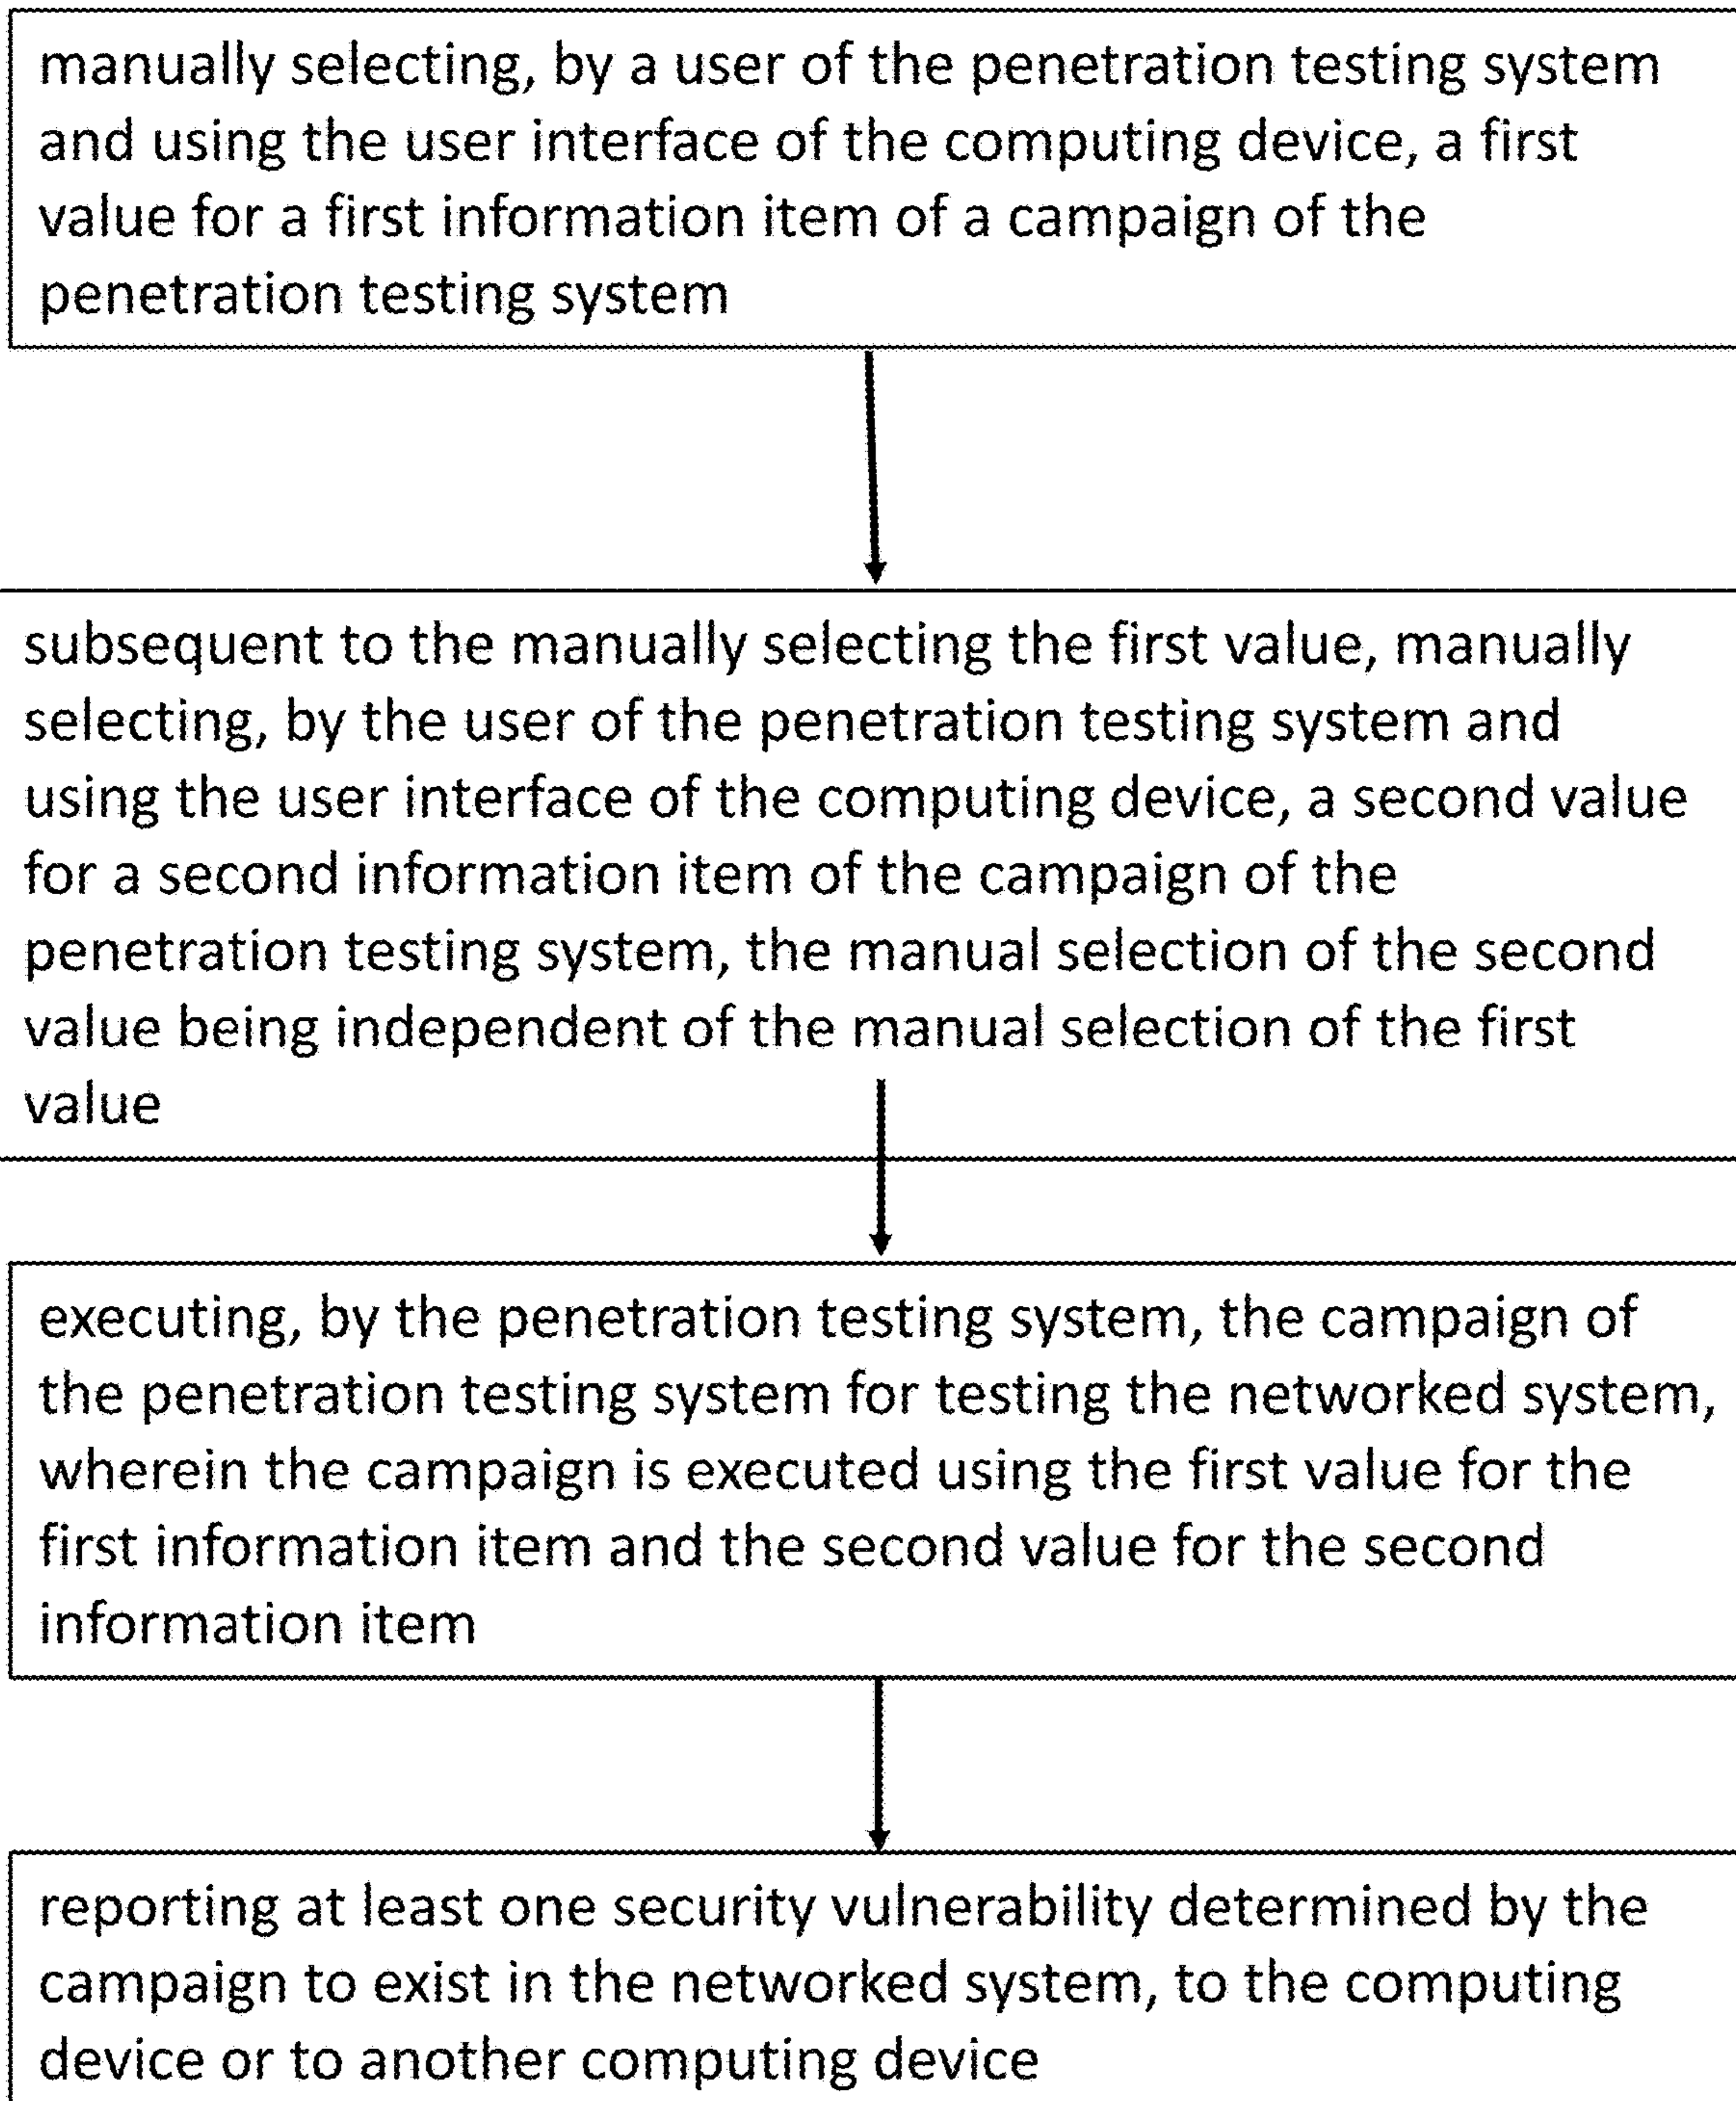 manually selecting, by a user of the penetration testing system
and using the user interface of the computing device, a first
value for a first information item of a campaign of the
penetration testing system
subsequent to the manually selecting the first value, manually
selecting, by the user of the penetration testing system and
using the user interface of the computing device, a second value
for a second information item of the campaign of the
penetration testing system, the manual selection of the second
value being independent of the manual selection of the first
value
executing, by the penetration testing system, the campaign of
the penetration testing system for testing the networked system,
wherein the campaign is executed using the first value for the
first information item and the second value for the second
information item
reporting at least one security vulnerability determined by the
campaign to exist in the networked system, to the computing
device or to another computing device